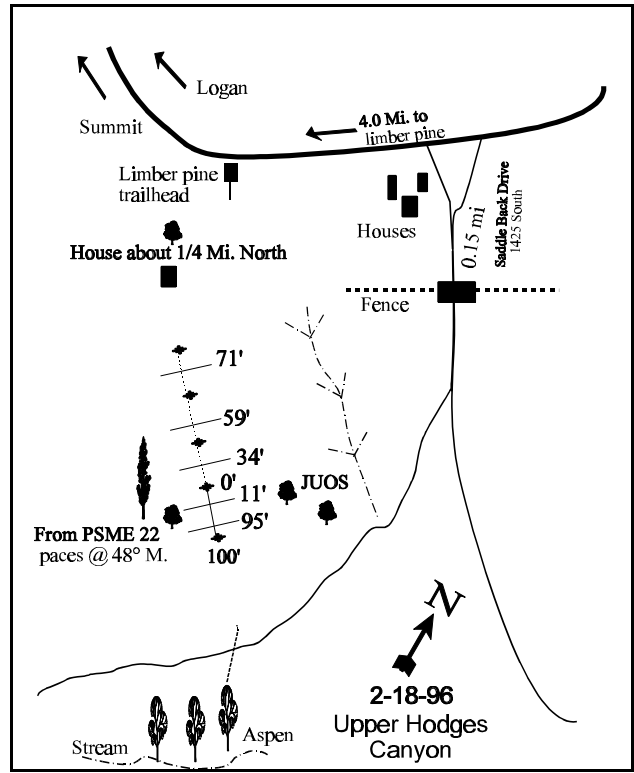 Logan
Summit
4.0 Mi. to
limber pine
Limber pine
trailhead
Houses
0.15 mi
Saddle Back Drive
1425 South
House about 1/4 Mi. North
Fence
71'
59'
34'
0'
11'
95'
100'
JUOS
From PSME 22
paces @ 48° M.
N
2-18-96
Upper Hodges
Canyon
Stream
Aspen